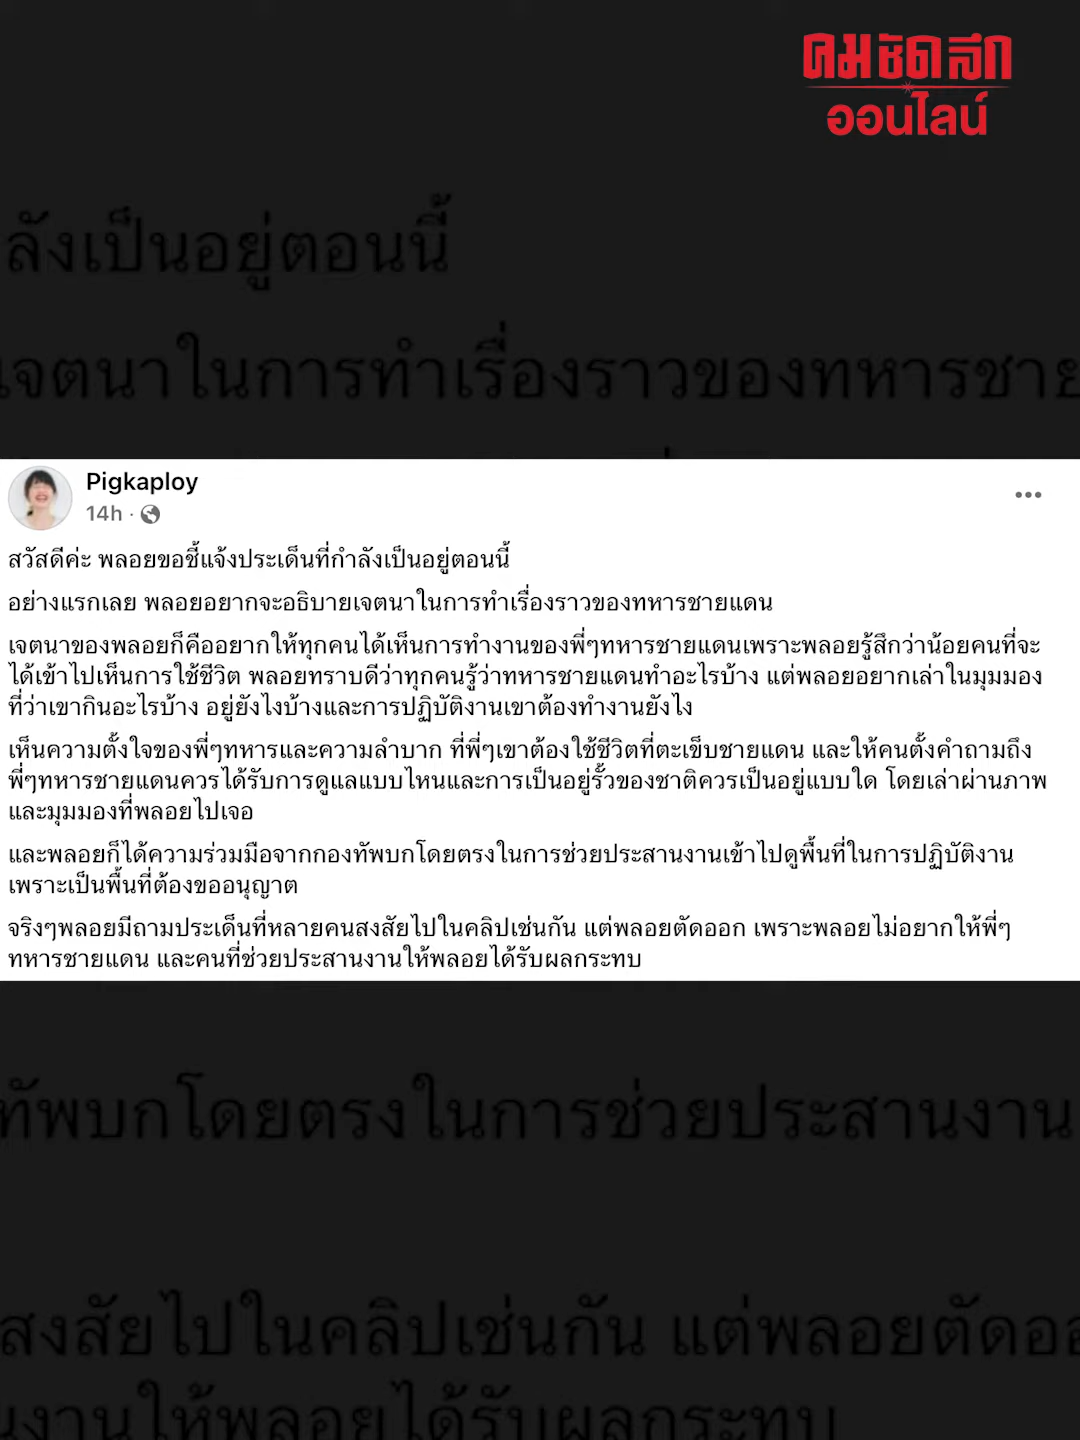 คมชัดลึก
ออนไลน์
ลังเป็นอยู่ตอนนี้
เจตนาในการทำเรื่องราวของทหารชาย
Pigkaploy
14h ·
สวัสดีค่ะ พลอยขอชี้แจ้งประเด็นที่กำลังเป็นอยู่ตอนนี้
อย่างแรกเลย พลอยอยากจะอธิบายเจตนาในการทำเรื่องราวของทหารชายแดน
เจตนาของพลอยก็คืออยากให้ทุกคนได้เห็นการทำงานของพี่ๆทหารชายแดนเพราะพลอยรู้สึกว่าน้อยคนที่จะ
ได้เข้าไปเห็นการใช้ชีวิต พลอยทราบดีว่าทุกคนรู้ว่าทหารชายแดนทำอะไรบ้าง แต่พลอยอยากเล่าในมุมมอง
ที่ว่าเขากินอะไรบ้าง อยู่ยังไงบ้างและการปฏิบัติงานเขาต้องทำงานยังไง
เห็นความตั้งใจของพี่ๆทหารและความลำบาก ที่พี่ๆเขาต้องใช้ชีวิตที่ตะเข็บชายแดน และให้คนตั้งคำถามถึง
พี่ๆทหารชายแดนควรได้รับการดูแลแบบไหนและการเป็นอยู่รั้วของชาติควรเป็นอยู่แบบใด โดยเล่าผ่านภาพ
และมุมมองที่พลอยไปเจอ
และพลอยก็ได้ความร่วมมือจากกองทัพบกโดยตรงในการช่วยประสานงานเข้าไปดูพื้นที่ในการปฏิบัติงาน
เพราะเป็นพื้นที่ต้องขออนุญาต
จริงๆพลอยมีถามประเด็นที่หลายคนสงสัยไปในคลิปเช่นกัน แต่พลอยตัดออก เพราะพลอยไม่อยากให้พี่ๆ
ทหารชายแดน และคนที่ช่วยประสานงานให้พลอยได้รับผลกระทบ
ทัพบกโดยตรงในการช่วยประสานงาน
สงสัยไปในคลิปเช่นกัน แต่พลอยตัดออ
นงานให้พลอยได้รับผลกระทบ